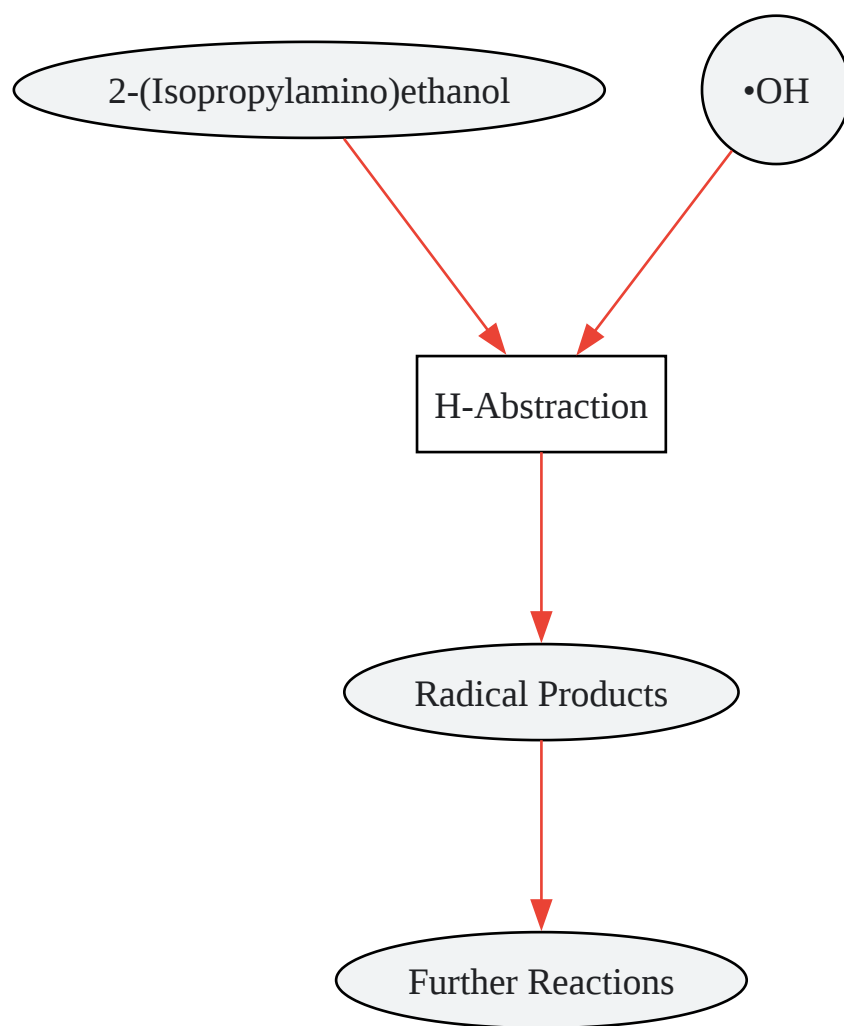 2-(Isopropylamino)ethanol
•OH
H-Abstraction
Radical Products
Further Reactions